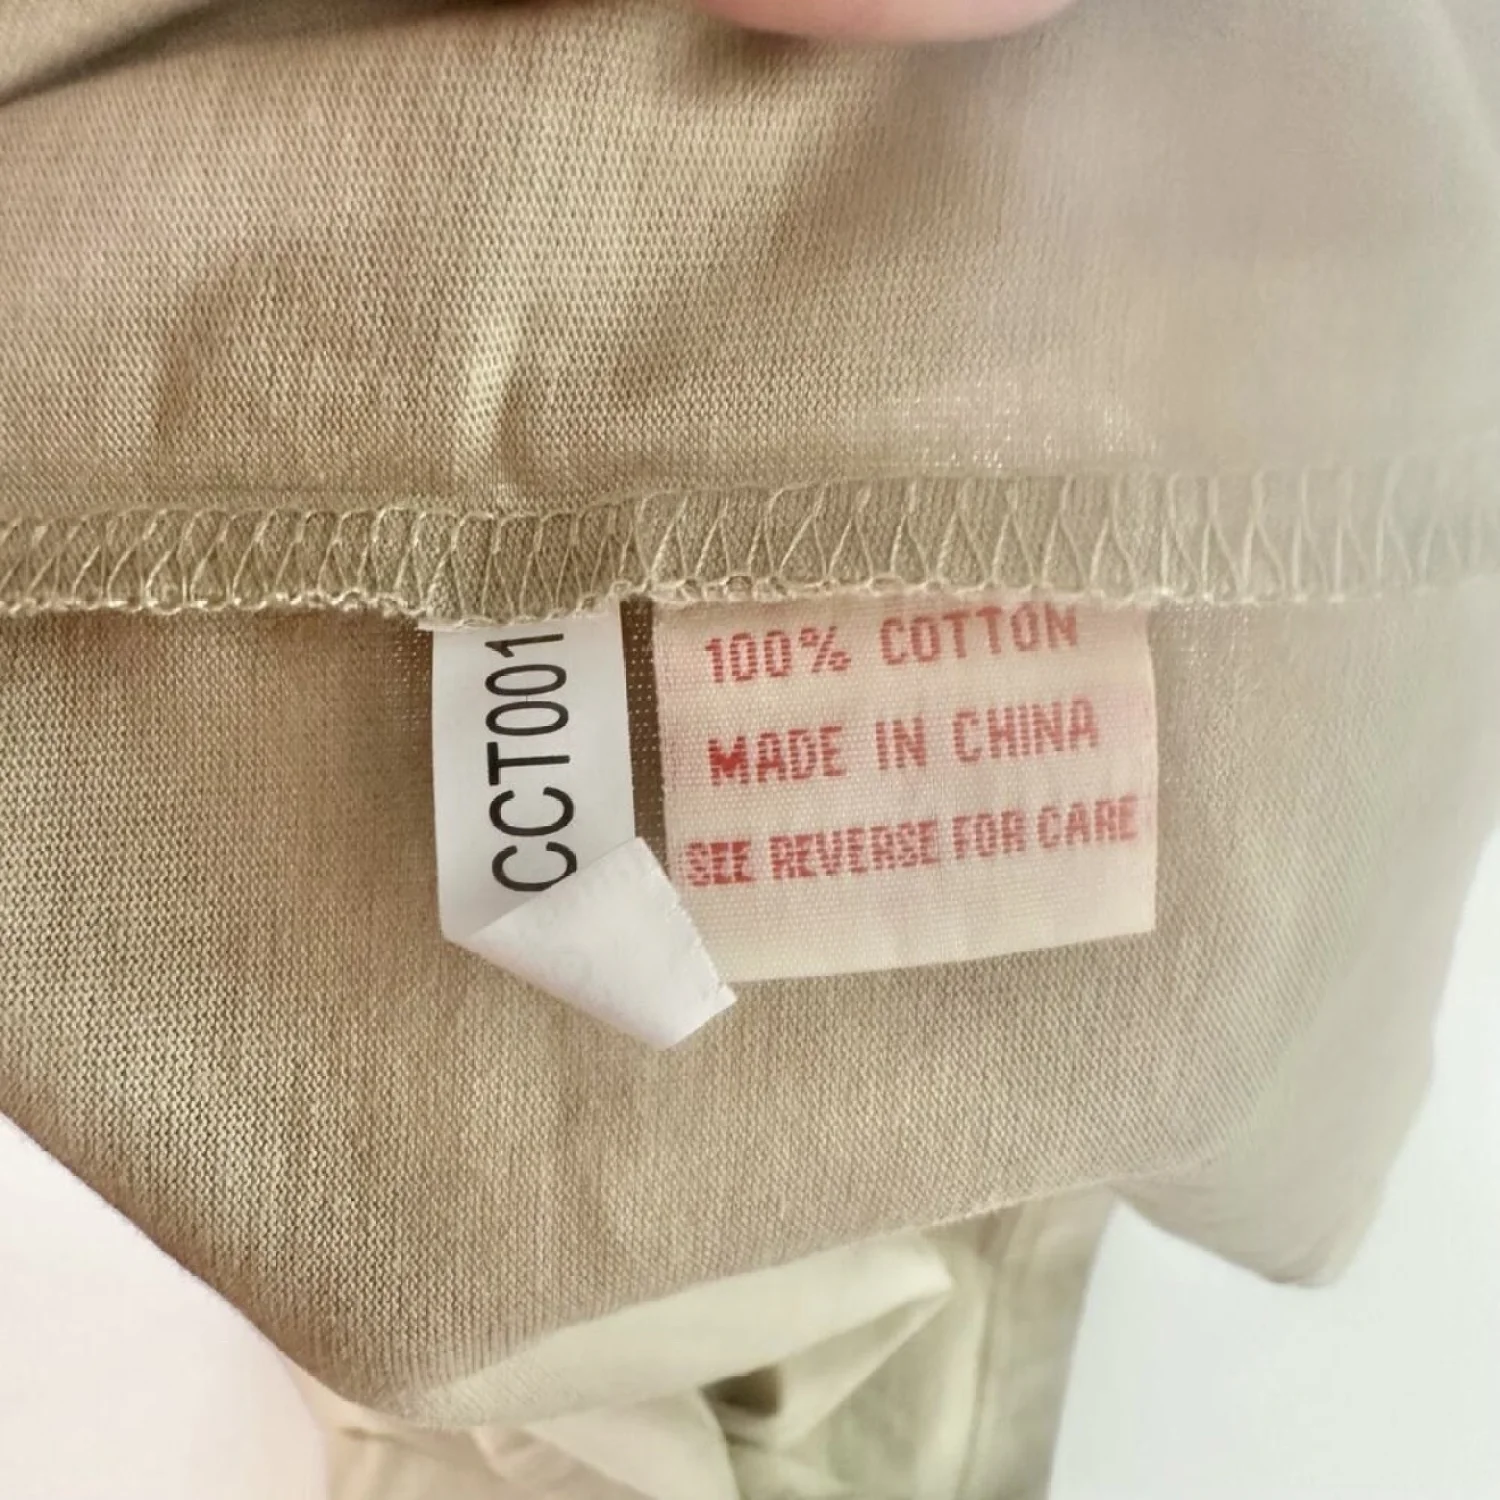 CCT001
100% COTTON
MADE IN CHINA
SEE REVERSE FOR CARE